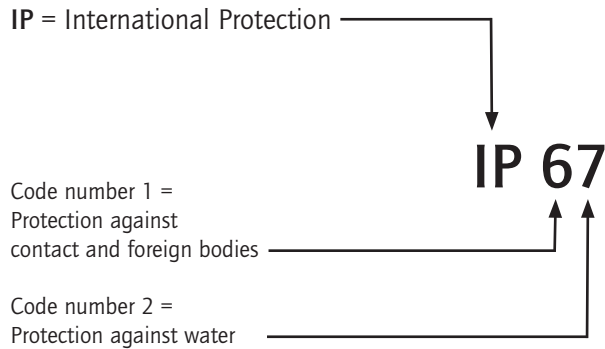 IP = International Protection
IP 67
Code number 1 =
Protection against
contact and foreign bodies
Code number 2 =
Protection against water